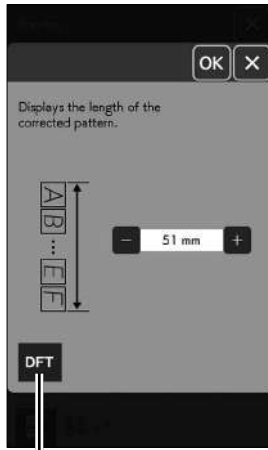 OK ×
Displays the length of the
corrected pattern.
A
B
E
F
− 51 mm +
DFT